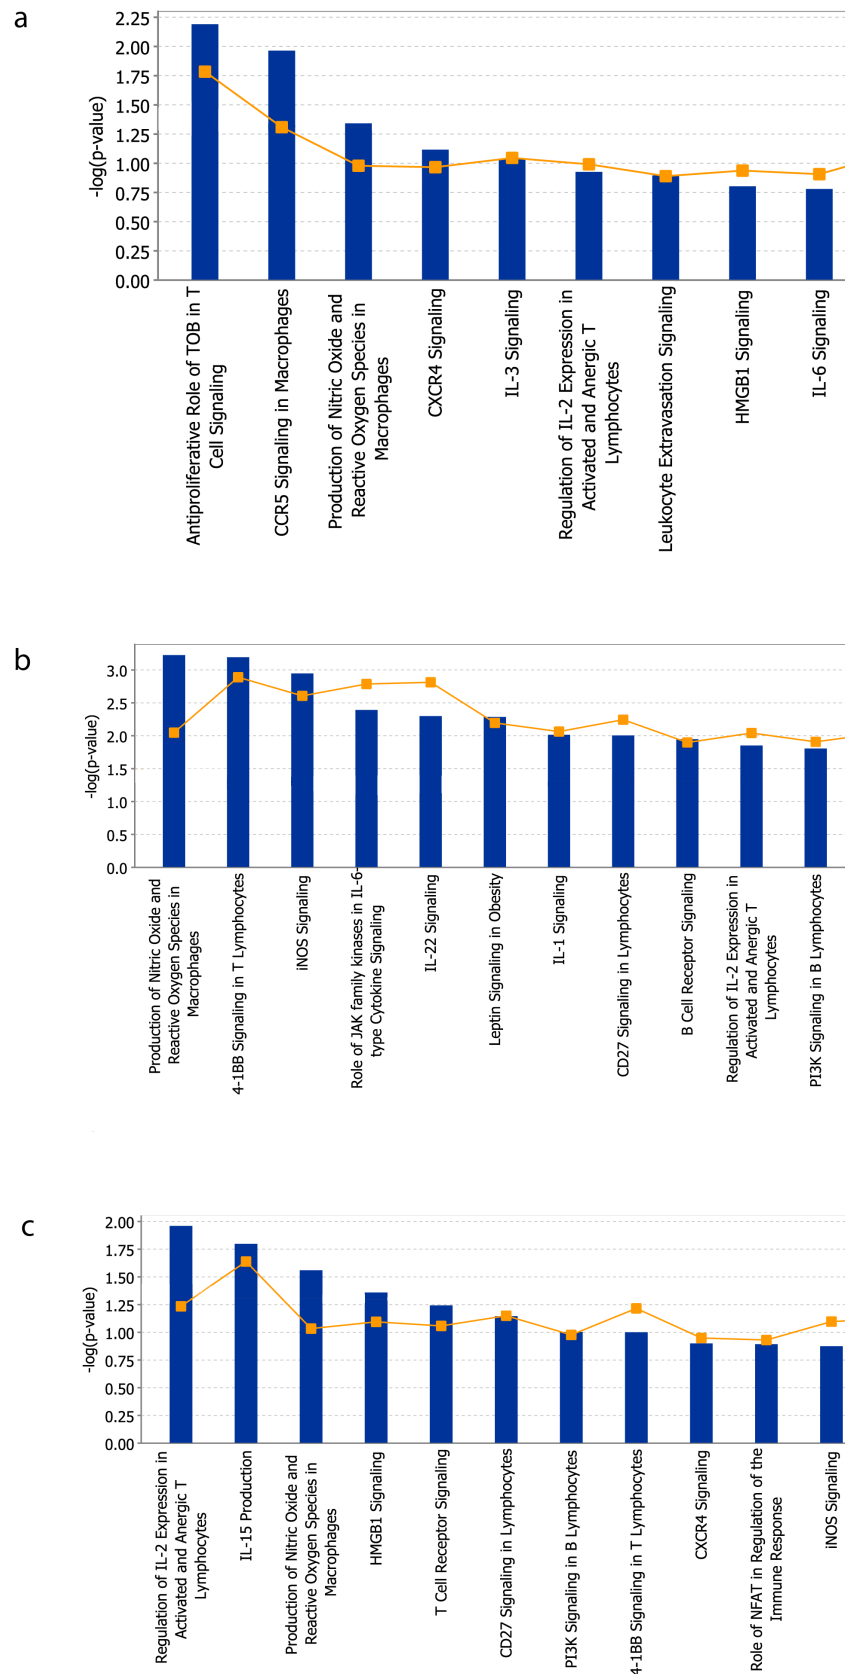 a
2.25
2.00
1.75
1.50
1.25
1.00
0.75
0.50
0.25
0.00
-log(p-value)
Antiproliferative Role of TOB in T
Cell Signaling
CCR5 Signaling in Macrophages
Production of Nitric Oxide and
Reactive Oxygen Species in
Macrophages
CXCR4 Signaling
IL-3 Signaling
Regulation of IL-2 Expression in
Activated and Anergic T
Lymphocytes
Leukocyte Extravasation Signaling
HMGB1 Signaling
IL-6 Signaling
b
3.0
2.5
2.0
1.5
1.0
0.5
0.0
-log(p-value)
Production of Nitric Oxide and
Reactive Oxygen Species in
Macrophages
4-1BB Signaling in T Lymphocytes
iNOS Signaling
Role of JAK family kinases in IL-6-
type Cytokine Signaling
IL-22 Signaling
Leptin Signaling in Obesity
IL-1 Signaling
CD27 Signaling in Lymphocytes
B Cell Receptor Signaling
Regulation of IL-2 Expression in
Activated and Anergic T
Lymphocytes
PI3K Signaling in B Lymphocytes
c
2.00
1.75
1.50
1.25
1.00
0.75
0.50
0.25
0.00
-log(p-value)
Regulation of IL-2 Expression in
Activated and Anergic T
Lymphocytes
IL-15 Production
Production of Nitric Oxide and
Reactive Oxygen Species in
Macrophages
HMGB1 Signaling
T Cell Receptor Signaling
CD27 Signaling in Lymphocytes
PI3K Signaling in B Lymphocytes
4-1BB Signaling in T Lymphocytes
CXCR4 Signaling
Role of NFAT in Regulation of the
Immune Response
iNOS Signaling